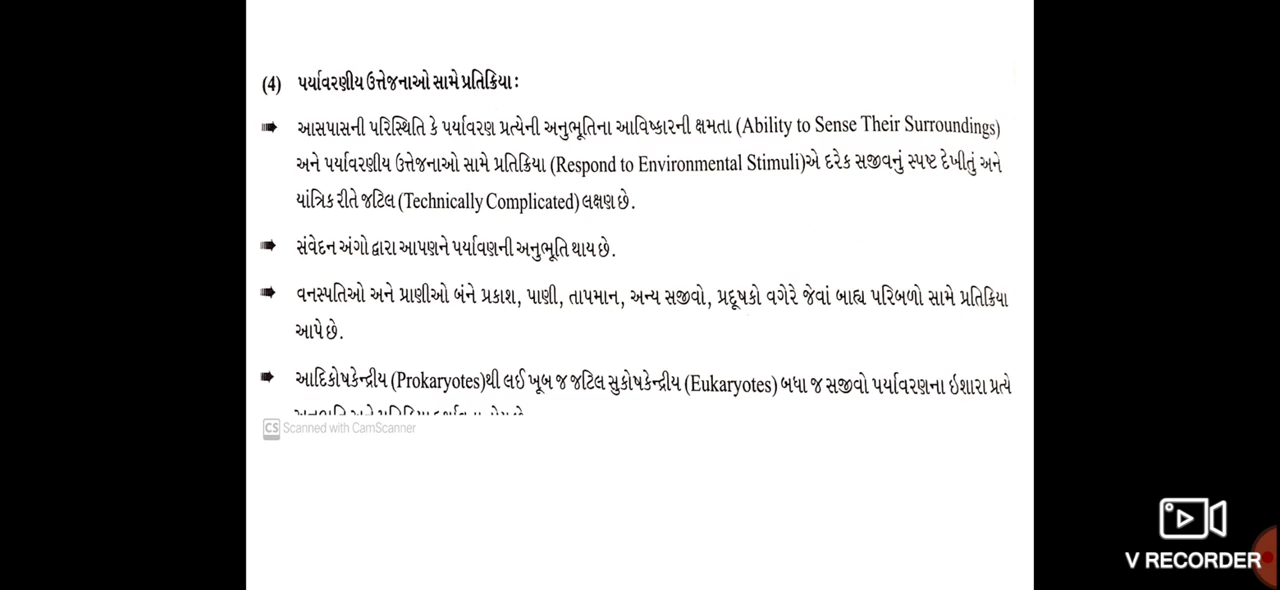 (4) પર્યાવરણીય ઉત્તેજનાઓ સામે પ્રતિક્રિયા :
➠ આસપાસની પરિસ્થિતિ કે પર્યાવરણ પ્રત્યેની અનુભૂતિના આવિષ્કારની ક્ષમતા (Ability to Sense Their Surroundings)
અને પર્યાવરણીય ઉત્તેજનાઓ સામે પ્રતિક્રિયા (Respond to Environmental Stimuli)એ દરેક સજીવનું સ્પષ્ટ દેખીતું અને
યાંત્રિક રીતે જટિલ (Technically Complicated) લક્ષણ છે.
➠ સંવેદન અંગો દ્વારા આપણને પર્યાવણની અનુભૂતિ થાય છે.
➠ વનસ્પતિઓ અને પ્રાણીઓ બંને પ્રકાશ, પાણી, તાપમાન, અન્ય સજીવો, પ્રદૂષકો વગેરે જેવાં બાહ્ય પરિબળો સામે પ્રતિક્રિયા
આપે છે.
➠ આદિકોષકેન્દ્રીય (Prokaryotes)થી લઈ ખૂબ જ જટિલ સુકોષકેન્દ્રીય (Eukaryotes) બધા જ સજીવો પર્યાવરણના ઇશારા પ્રત્યે
CS Scanned with CamScanner
V RECORDER